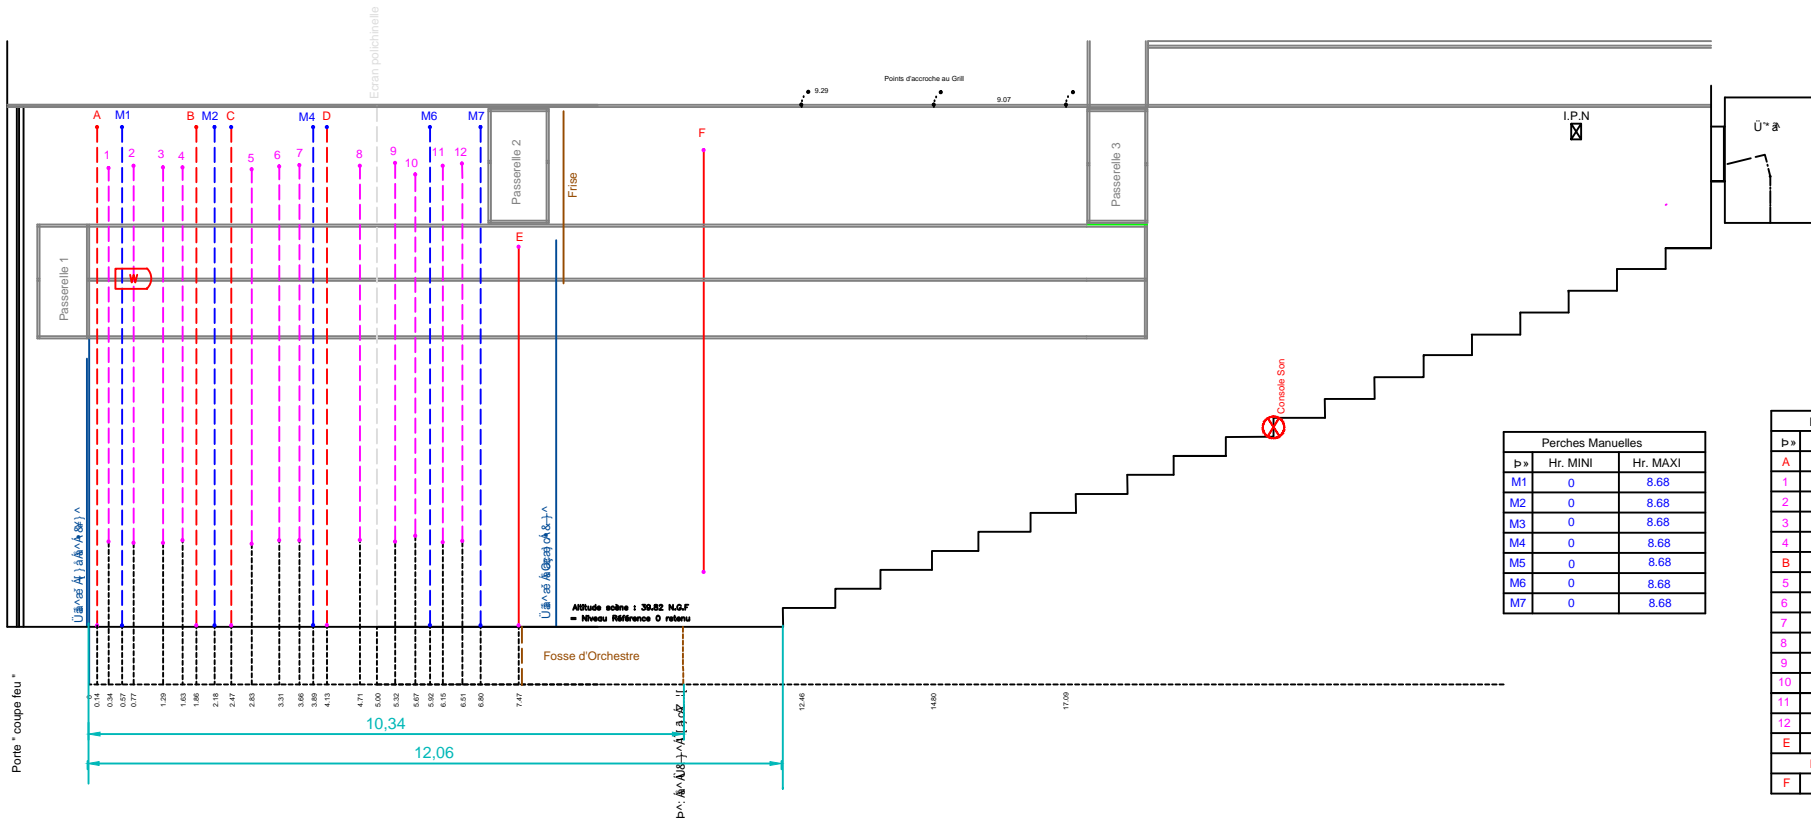 Ecran polichinelle
Points d'accroche au Grill
9.29
9.07
A
M1
B
M2
C
M4
D
M6
M7
1
2
3
4
5
6
7
8
9
10
11
12
E
F
Passerelle 2
Frise
Passerelle 3
I.P.N
Passerelle 1
W
Console Son
Altitude scène : 39.82 N.G.F
= Niveau Référence 0 retenu
Fosse d'Orchestre
Porte " coupe feu "
0
0.14
0.34
0.57
0.77
1.29
1.63
1.86
2.18
2.47
2.83
3.31
3.66
3.89
4.13
4.71
5.00
5.32
5.67
5.92
6.15
6.51
6.80
7.47
12.46
14.80
17.09
10,34
12,06
Perches Manuelles
Hr. MINI Hr. MAXI
M1 0 8.68
M2 0 8.68
M3 0 8.68
M4 0 8.68
M5 0 8.68
M6 0 8.68
M7 0 8.68
A
1
2
3
4
B
5
6
7
8
9
10
11
12
E
F